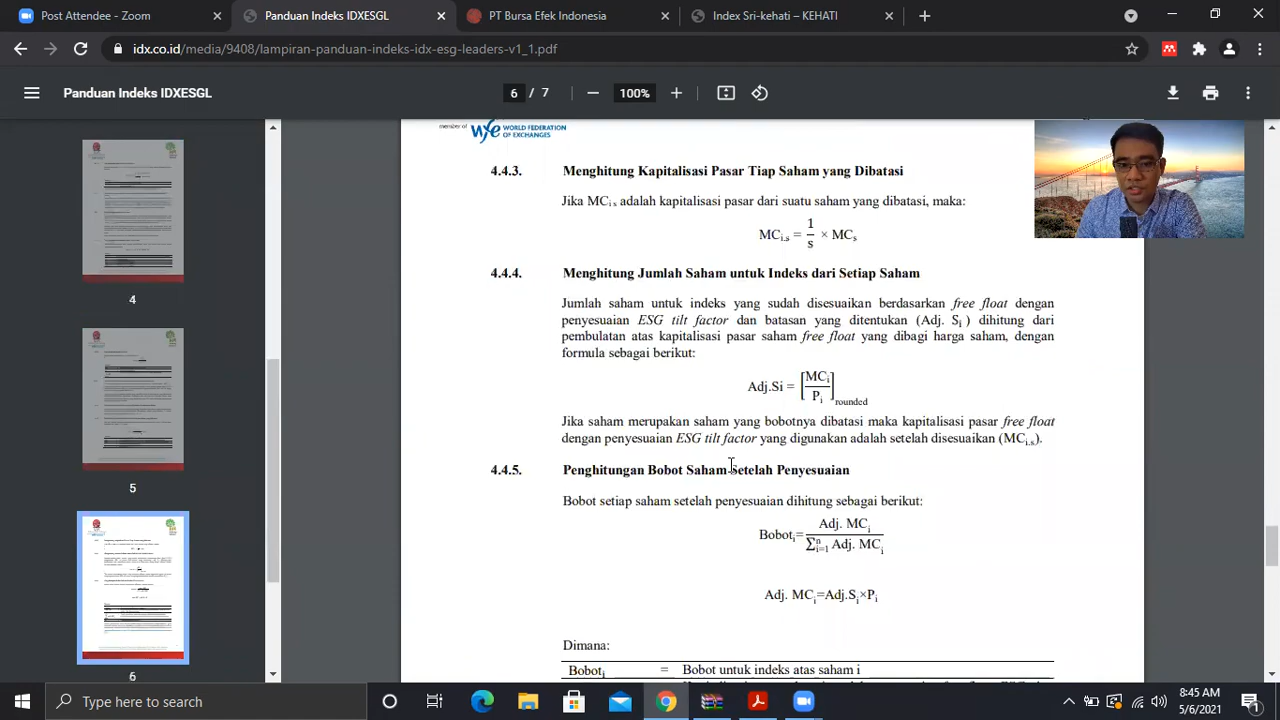 Post Attendee - Zoom
Panduan Indeks IDXESGL
PT Bursa Efek Indonesia
Index Sri-kehati – KEHATI
idx.co.id/media/9408/lampiran-panduan-indeks-idx-esg-leaders-v1_1.pdf
Panduan Indeks IDXESGL
6 / 7
100%
member of
wfe WORLD FEDERATION
OF EXCHANGES
4.4.3. Menghitung Kapitalisasi Pasar Tiap Saham yang Dibatasi
Jika MCi.s adalah kapitalisasi pasar dari suatu saham yang dibatasi, maka:
MCi.s = 1/s × MCs
4.4.4. Menghitung Jumlah Saham untuk Indeks dari Setiap Saham
Jumlah saham untuk indeks yang sudah disesuaikan berdasarkan free float dengan
penyesuaian ESG tilt factor dan batasan yang ditentukan (Adj. Si ) dihitung dari
pembulatan atas kapitalisasi pasar saham free float yang dibagi harga saham, dengan
formula sebagai berikut:
Adj.Si = [MCi/Pi]rounded
Jika saham merupakan saham yang bobotnya dibatasi maka kapitalisasi pasar free float
dengan penyesuaian ESG tilt factor yang digunakan adalah setelah disesuaikan (MCi.s).
4.4.5. Penghitungan Bobot Saham setelah Penyesuaian
Bobot setiap saham setelah penyesuaian dihitung sebagai berikut:
Boboti= Adj. MCi / ∑ni=1 Adj. MCi
Adj. MCi=Adj.Si×Pi
Dimana:
Boboti = Bobot untuk indeks atas saham i
4
5
6
Type here to search
8:45 AM
5/6/2021
1